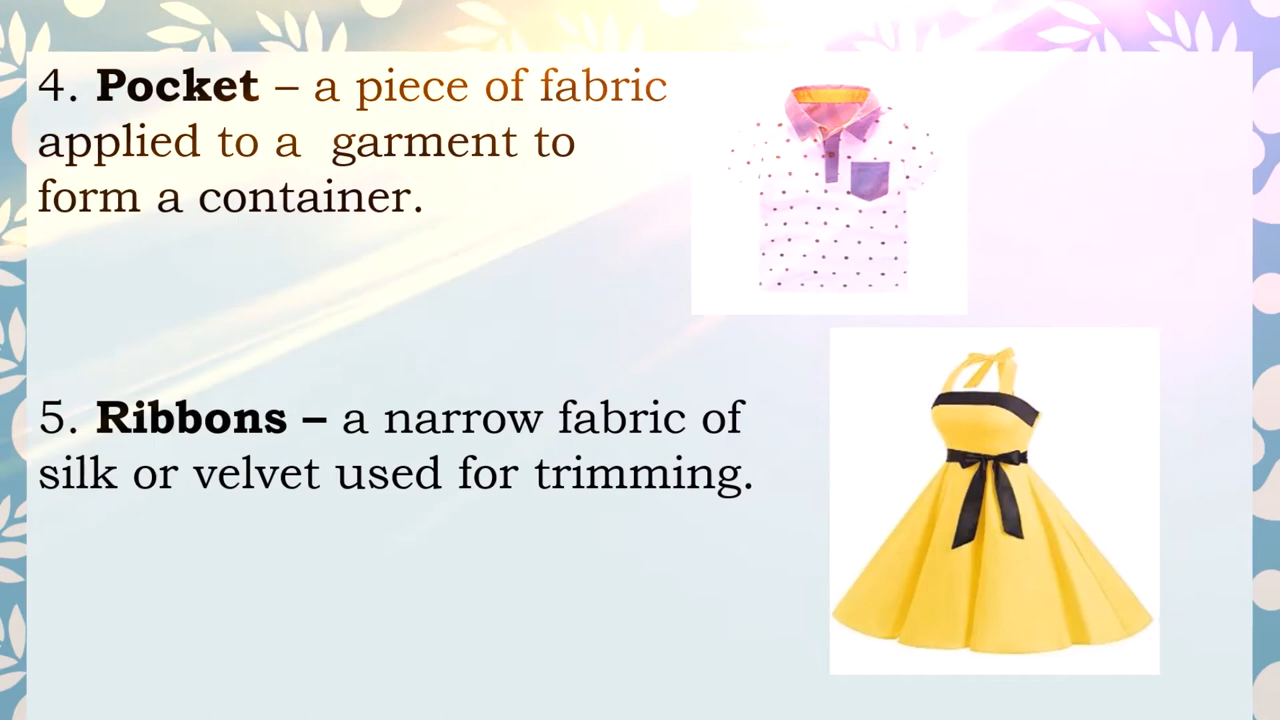 4. Pocket – a piece of fabric
applied to a  garment to
form a container.
5. Ribbons – a narrow fabric of
silk or velvet used for trimming.